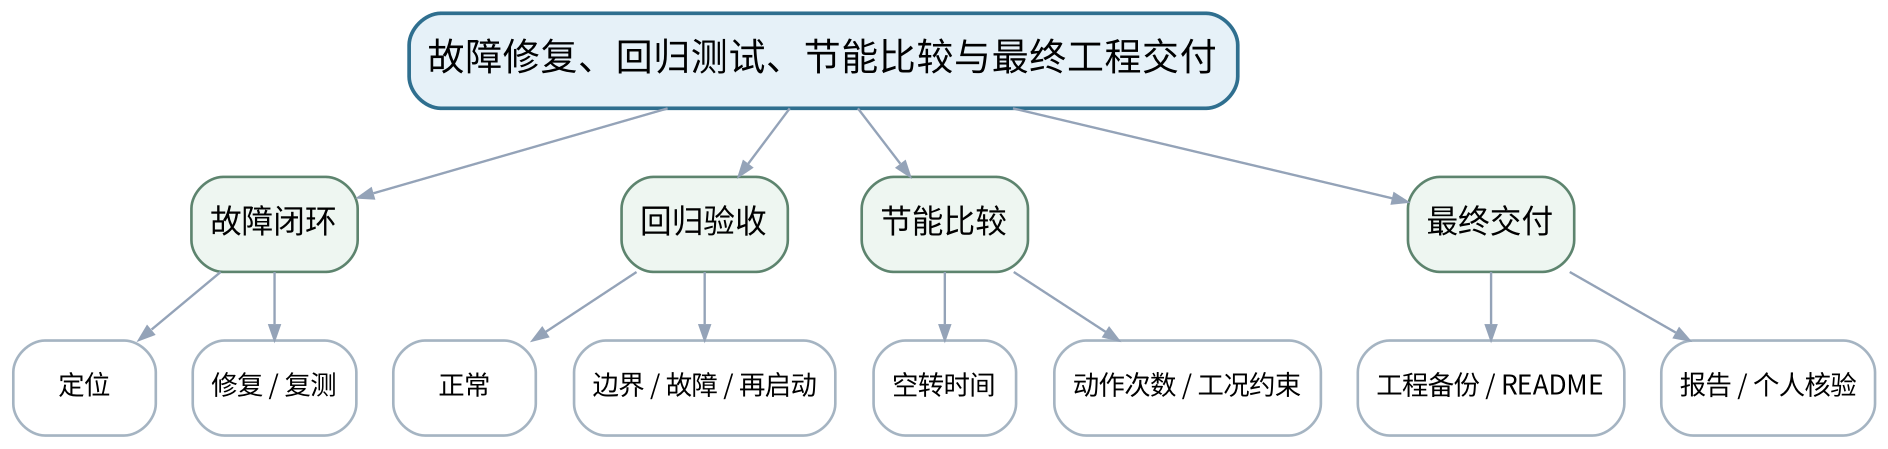 故障修复、回归测试、节能比较与最终工程交付
故障闭环
回归验收
节能比较
最终交付
定位
修复 / 复测
正常
边界 / 故障 / 再启动
空转时间
动作次数 / 工况约束
工程备份 / README
报告 / 个人核验